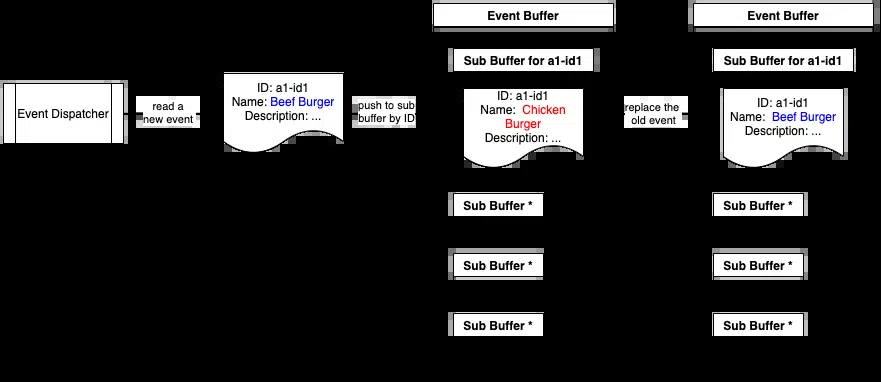 Event Dispatcher
read a
new event
ID: a1-id1
Name: Beef Burger
Description: ...
push to sub
buffer by ID
Event Buffer
Sub Buffer for a1-id1
ID: a1-id1
Name: Chicken
Burger
Description: ...
Sub Buffer *
Sub Buffer *
Sub Buffer *
replace the
old event
Event Buffer
Sub Buffer for a1-id1
ID: a1-id1
Name: Beef Burger
Description: ...
Sub Buffer *
Sub Buffer *
Sub Buffer *